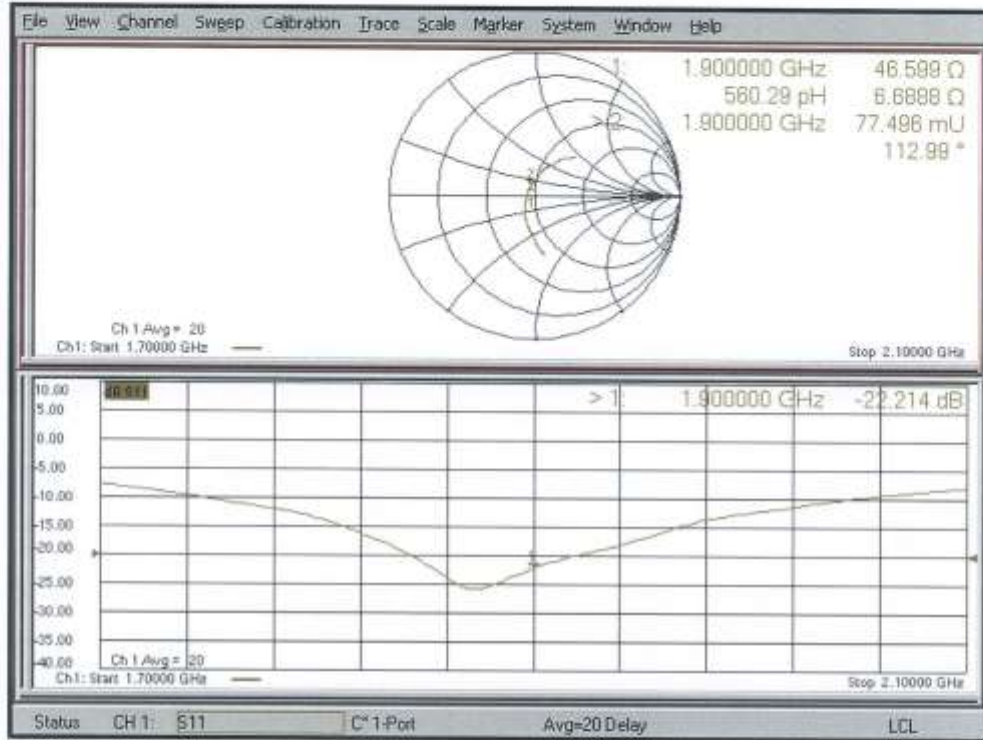 File View Channel Sweep Calibration Trace Scale Marker System Window Help
1: 1.900000 GHz 46.599 Ω
560.29 pH 6.6888 Ω
>2: 1.900000 GHz 77.496 mU
112.99 °
2
1
Ch 1 Avg = 20
Ch1: Start 1.70000 GHz
Stop 2.10000 GHz
10.00
dB S11
> 1: 1.900000 GHz -22.214 dB
5.00
0.00
-5.00
-10.00
-15.00
-20.00
1
-25.00
-30.00
-35.00
-40.00
Ch 1 Avg = 20
Ch1: Start 1.70000 GHz
Stop 2.10000 GHz
Status CH 1: S11 C* 1-Port Avg=20 Delay LCL